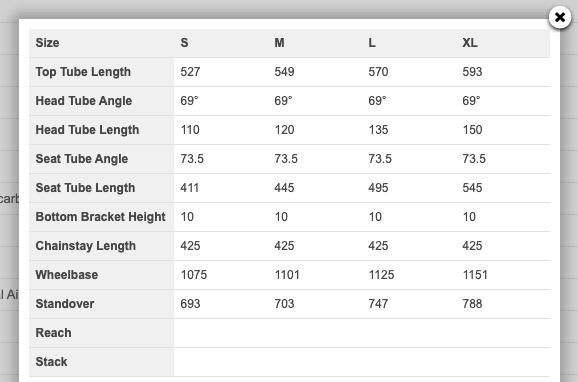 Size S M L XL
Top Tube Length 527 549 570 593
Head Tube Angle 69° 69° 69° 69°
Head Tube Length 110 120 135 150
Seat Tube Angle 73.5 73.5 73.5 73.5
Seat Tube Length 411 445 495 545
carb
Bottom Bracket Height 10 10 10 10
Chainstay Length 425 425 425 425
Wheelbase 1075 1101 1125 1151
l Ai
Standover 693 703 747 788
Reach
Stack